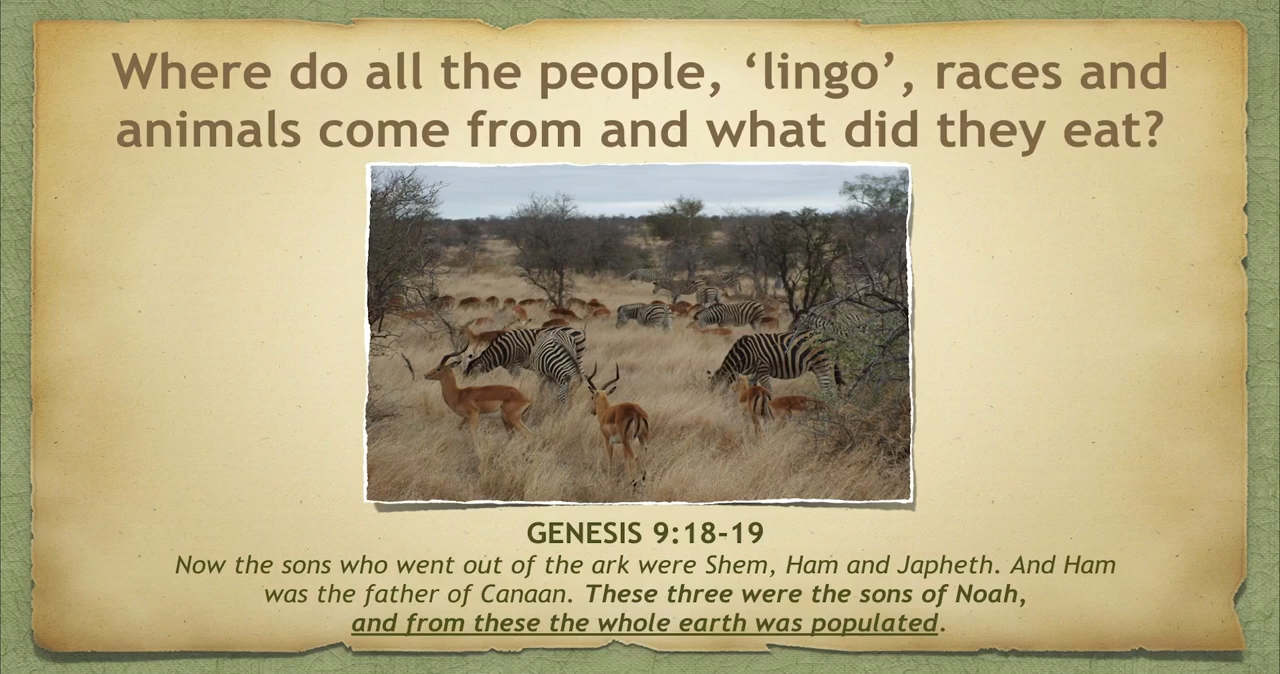 Where do all the people, ‘lingo’, races and
animals come from and what did they eat?
GENESIS 9:18-19
Now the sons who went out of the ark were Shem, Ham and Japheth. And Ham
was the father of Canaan. These three were the sons of Noah,
and from these the whole earth was populated.